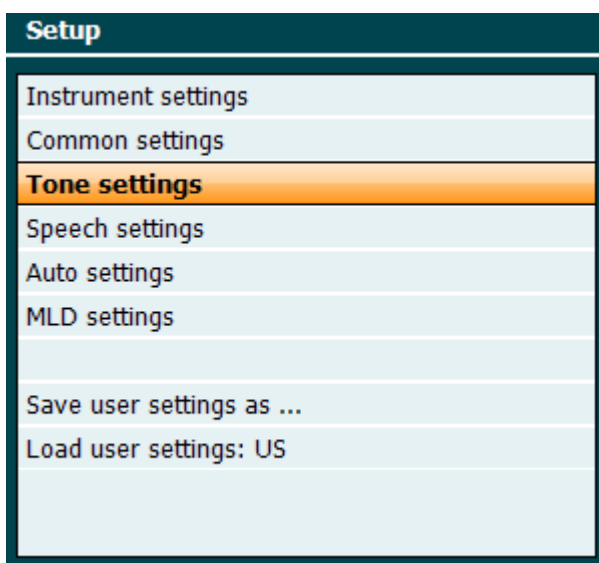 Setup
Instrument settings
Common settings
Tone settings
Speech settings
Auto settings
MLD settings
Save user settings as ...
Load user settings: US